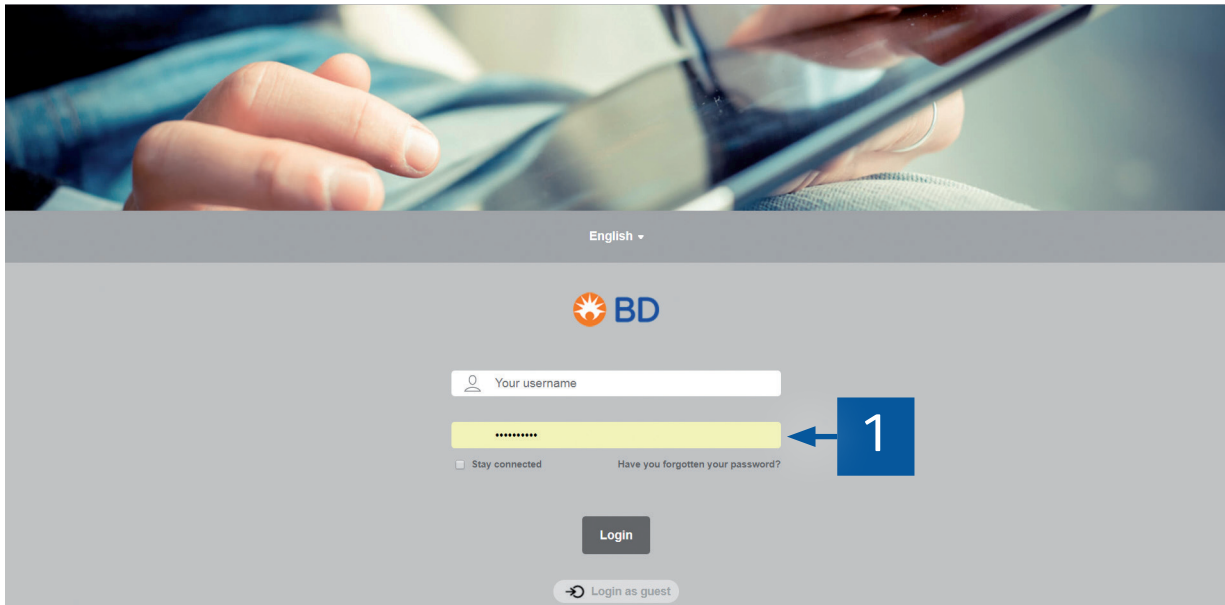 English
BD
Your username
••••••••••
1
Stay connected
Have you forgotten your password?
Login
Login as guest